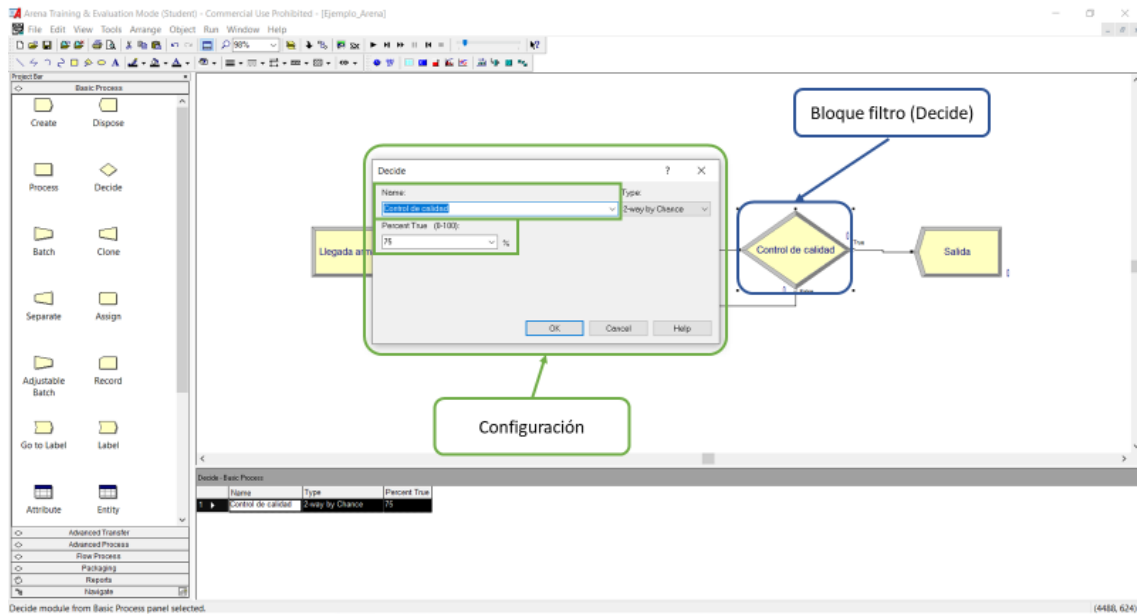 Arena Training & Evaluation Mode (Student) - Commercial Use Prohibited - [Ejemplo_Arena]
File Edit View Tools Arrange Object Run Window Help
98%
Project Bar
Basic Process
Create Dispose
Process Decide
Batch Clone
Separate Assign
Adjustable Batch Record
Go to Label Label
Attribute Entity
Advanced Transfer
Advanced Process
Flow Process
Packaging
Reports
Navigate
Bloque filtro (Decide)
Decide ? X
Name: Type:
Control de calidad 2-way by Chance
Percent True (0-100):
75 %
OK Cancel Help
Llegada arm
Control de calidad
True
False
Salida
Configuración
Decide - Basic Process
Name Type Percent True
1 Control de calidad 2-way by Chance 75
Decide module from Basic Process panel selected. (4488, 624)